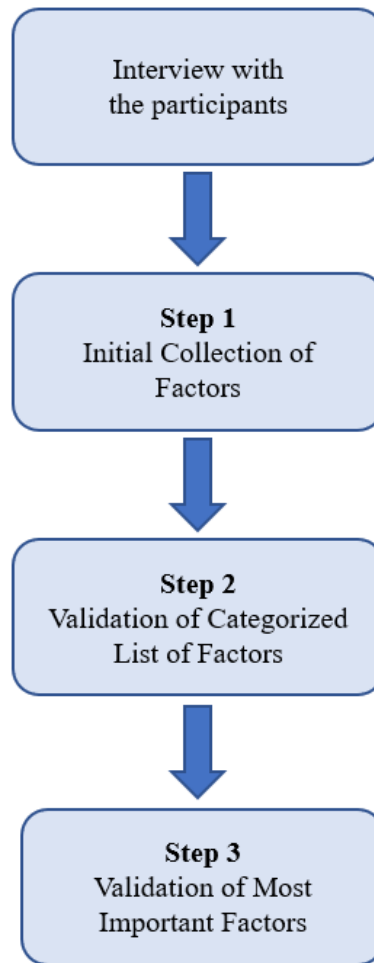 Interview with
the participants
Step 1
Initial Collection of
Factors
Step 2
Validation of Categorized
List of Factors
Step 3
Validation of Most
Important Factors